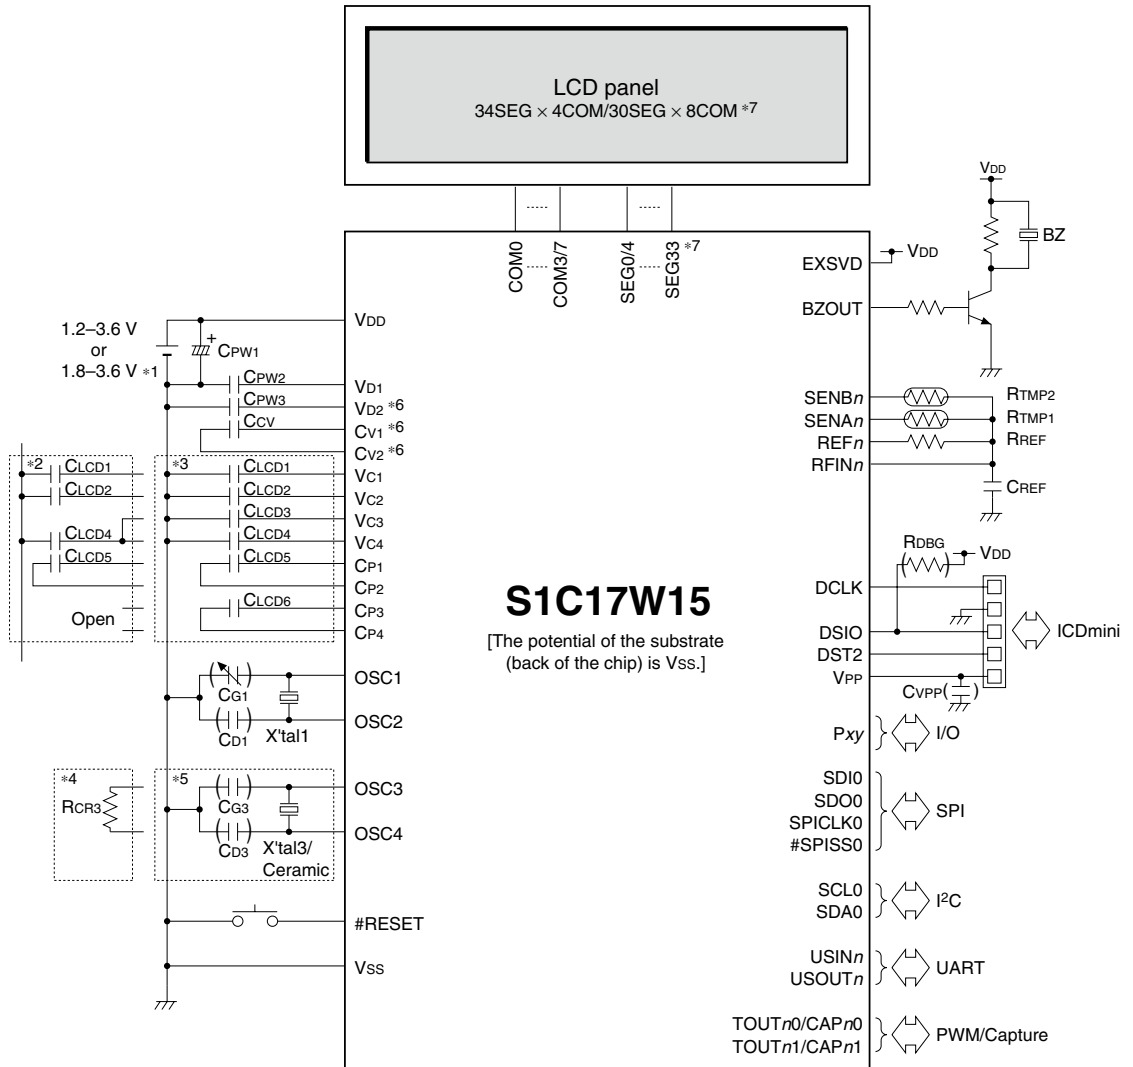 LCD panel
34SEG × 4COM/30SEG × 8COM *7
COM0
COM3/7
SEG0/4
SEG33 *7
1.2–3.6 V
or
1.8–3.6 V *1
+
CPW1
VDD
CPW2
VD1
CPW3
VD2 *6
CCV
CV1 *6
CV2 *6
*2
CLCD1
CLCD2
CLCD4
CLCD5
Open
*3
CLCD1
VC1
CLCD2
VC2
CLCD3
VC3
CLCD4
VC4
CLCD5
CP1
CP2
CLCD6
CP3
CP4
CG1
OSC1
CD1
X'tal1
OSC2
*4
RCR3
*5
CG3
OSC3
CD3
X'tal3/
Ceramic
OSC4
#RESET
VSS
S1C17W15
[The potential of the substrate
(back of the chip) is VSS.]
EXSVD
VDD
VDD
BZ
BZOUT
SENBn
RTMP2
SENAn
RTMP1
REFn
RREF
RFINn
CREF
RDBG
VDD
DCLK
DSIO
DST2
VPP
CVPP
ICDmini
Pxy
I/O
SDI0
SDO0
SPICLK0
#SPISS0
SPI
SCL0
SDA0
I²C
USINn
USOUTn
UART
TOUTn0/CAPn0
TOUTn1/CAPn1
PWM/Capture